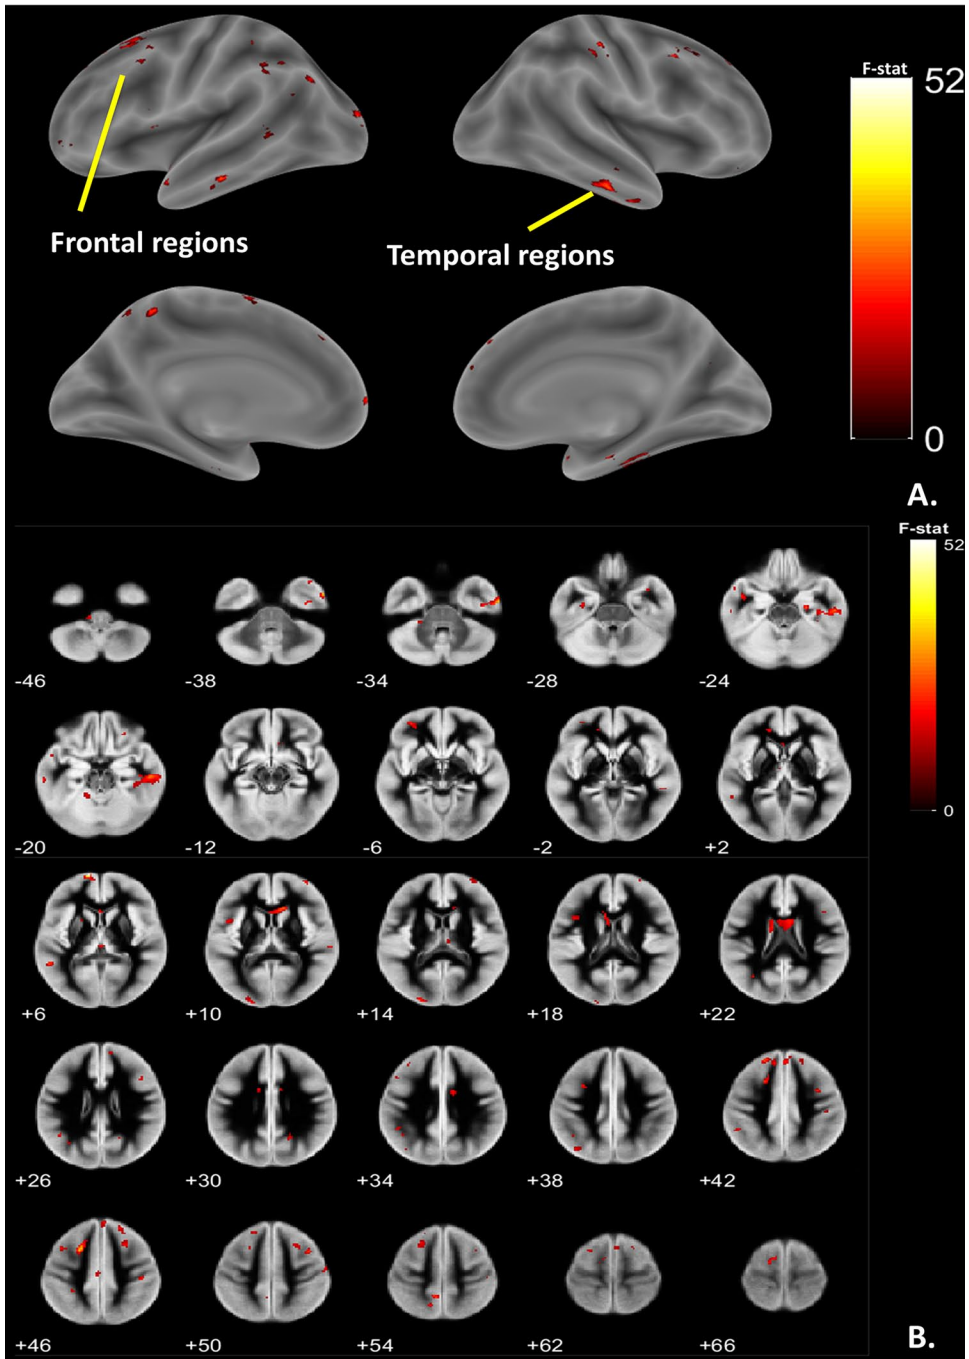 F-stat
52
Frontal regions
Temporal regions
0
A.
F-stat
52
-46 -38 -34 -28 -24
0
-20 -12 -6 -2 +2
+6 +10 +14 +18 +22
+26 +30 +34 +38 +42
+46 +50 +54 +62 +66
B.